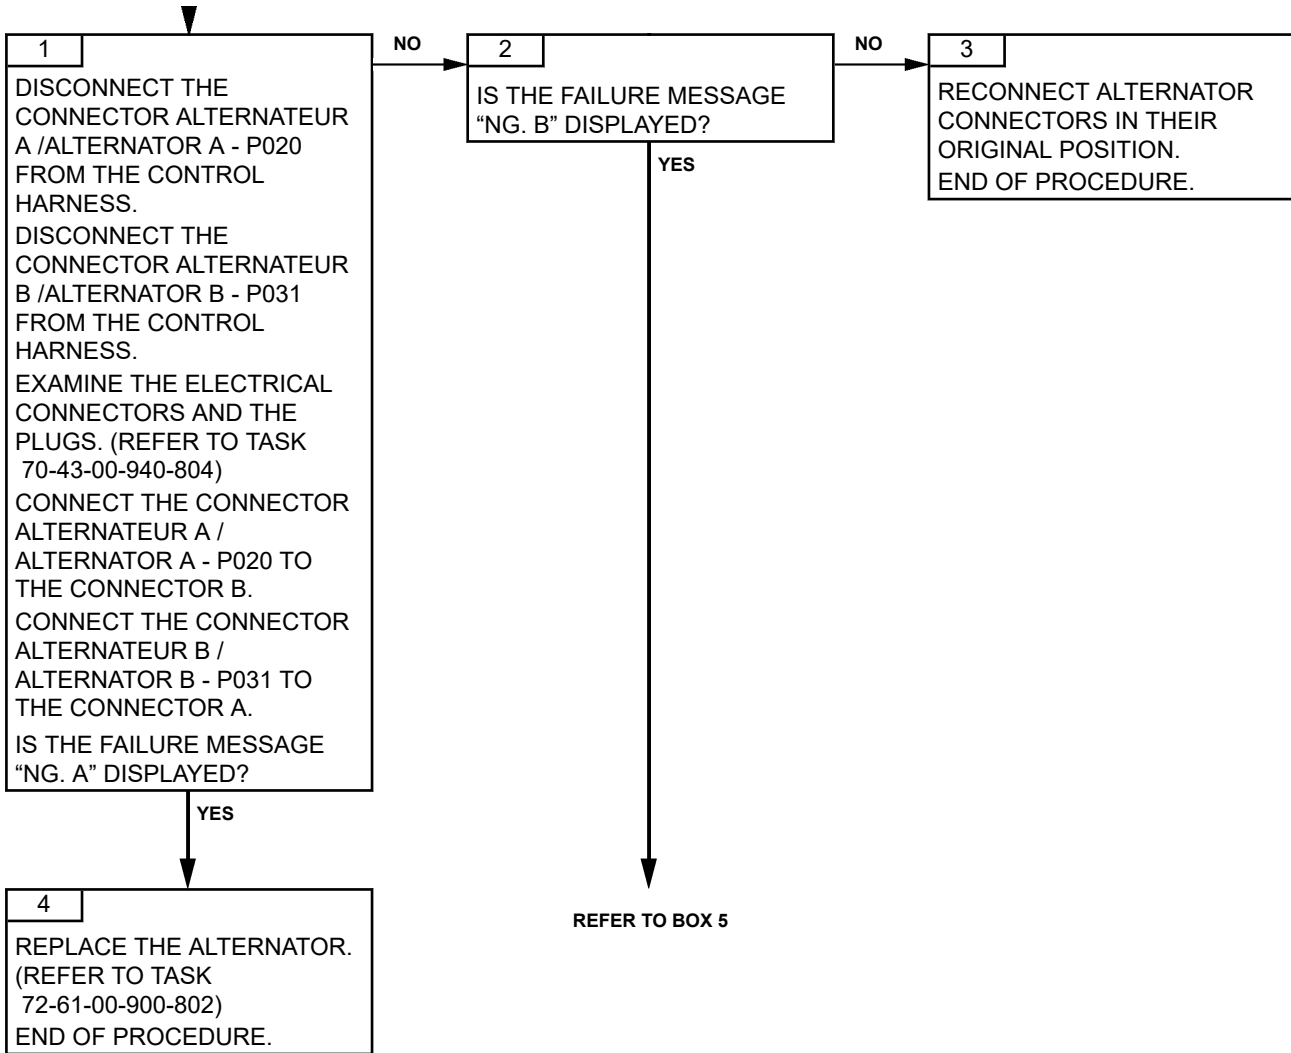 1
DISCONNECT THE
CONNECTOR ALTERNATEUR
A /ALTERNATOR A - P020
FROM THE CONTROL
HARNESS.
DISCONNECT THE
CONNECTOR ALTERNATEUR
B /ALTERNATOR B - P031
FROM THE CONTROL
HARNESS.
EXAMINE THE ELECTRICAL
CONNECTORS AND THE
PLUGS. (REFER TO TASK
70-43-00-940-804)
CONNECT THE CONNECTOR
ALTERNATEUR A /
ALTERNATOR A - P020 TO
THE CONNECTOR B.
CONNECT THE CONNECTOR
ALTERNATEUR B /
ALTERNATOR B - P031 TO
THE CONNECTOR A.
IS THE FAILURE MESSAGE
“NG. A” DISPLAYED?
NO
2
IS THE FAILURE MESSAGE
“NG. B” DISPLAYED?
NO
3
RECONNECT ALTERNATOR
CONNECTORS IN THEIR
ORIGINAL POSITION.
END OF PROCEDURE.
YES
REFER TO BOX 5
YES
4
REPLACE THE ALTERNATOR.
(REFER TO TASK
72-61-00-900-802)
END OF PROCEDURE.